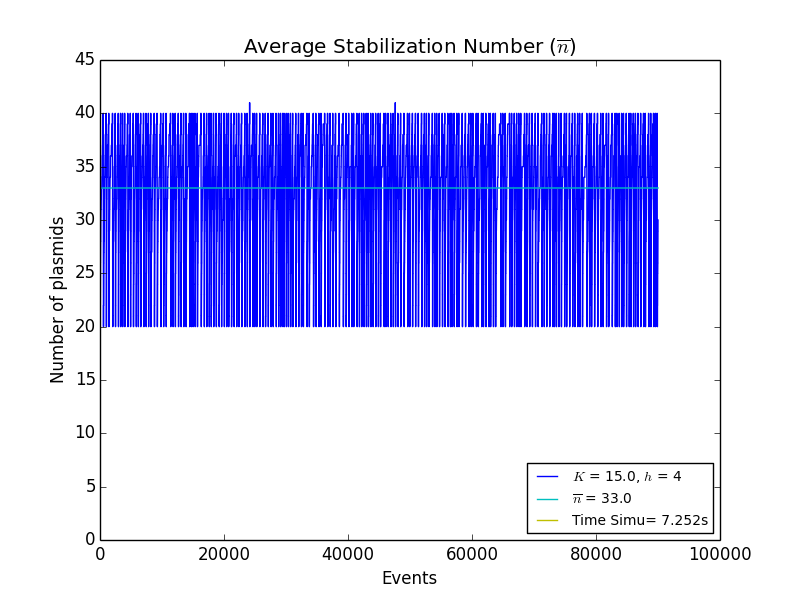 Average Stabilization Number (n̅)
Number of plasmids
45
40
35
30
25
20
15
10
5
0
K = 15.0, h = 4
n̅ = 33.0
Time Simu= 7.252s
0 20000 40000 60000 80000 100000
Events